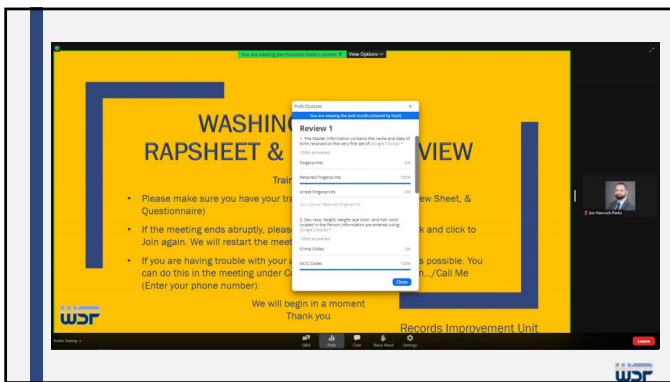 You are viewing Joe Hancock-Parks's screen
View Options
WASHING
RAPSHEET & VIEW
Train
• Please make sure you have your tra ew Sheet, &
Questionnaire)
• If the meeting ends abruptly, pleas k and click to
Join again. We will restart the meet
• If you are having trouble with your a s possible. You
can do this in the meeting under Co n.../Call Me
(Enter your phone number)
We will begin in a moment
Thank you
Records Improvement Unit
WSP
Polls/Quizzes
You are viewing the poll results (shared by host)
Review 1
1. The Master Information contains the name and date of
birth received on the very first set of: (Single Choice) *
100% answered
Fingerprints 0%
Retained Fingerprints 100%
Arrest Fingerprints 0%
Your answer: Retained Fingerprints
2. Sex, race, height, weight, eye color, and hair color
located in the Person Information are entered using:
(Single Choice) *
100% answered
Crime Codes 0%
NCIC Codes 100%
Close
Joe Hancock-Parks
Joe Hancock-Parks
Audio Setting
Q&A
Polls
Chat
Raise Hand
Settings
Leave
WSP